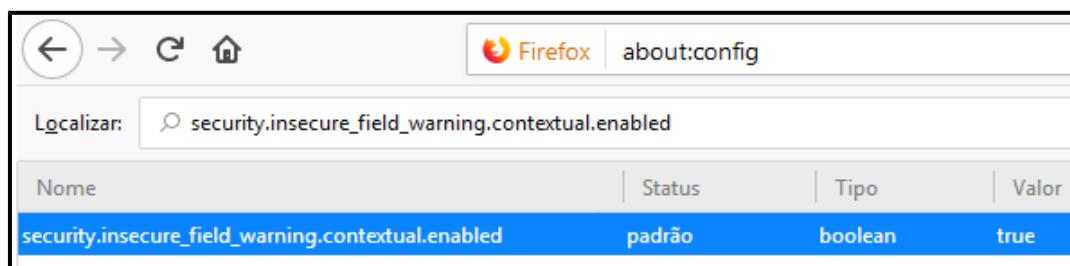 Firefox about:config
Localizar: security.insecure_field_warning.contextual.enabled
Nome Status Tipo Valor
security.insecure_field_warning.contextual.enabled padrão boolean true